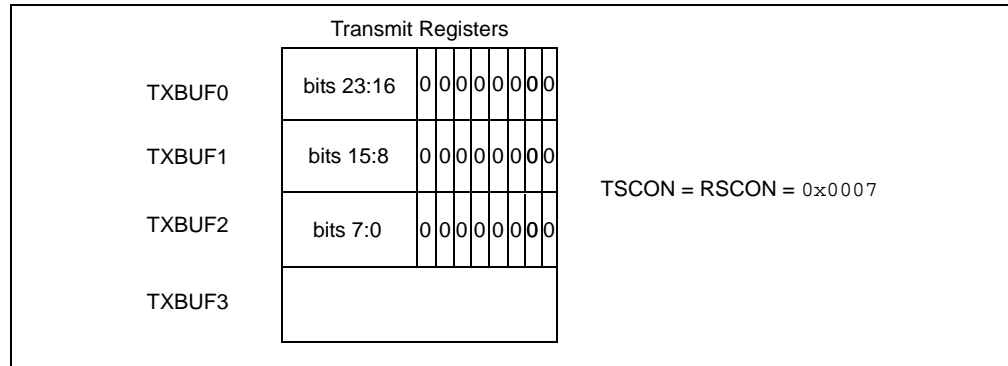 Transmit Registers
TXBUF0 bits 23:16 0 0 0 0 0 0 0 0
TXBUF1 bits 15:8 0 0 0 0 0 0 0 0
TSCON = RSCON = 0x0007
TXBUF2 bits 7:0 0 0 0 0 0 0 0 0
TXBUF3